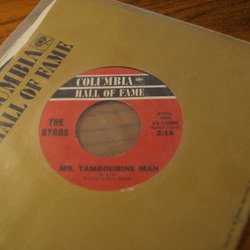 COLUMBIA
HALL OF FAME
COLUMBIA
HALL OF FAME
THE
BYRDS
2:18
MR. TAMBOURINE MAN